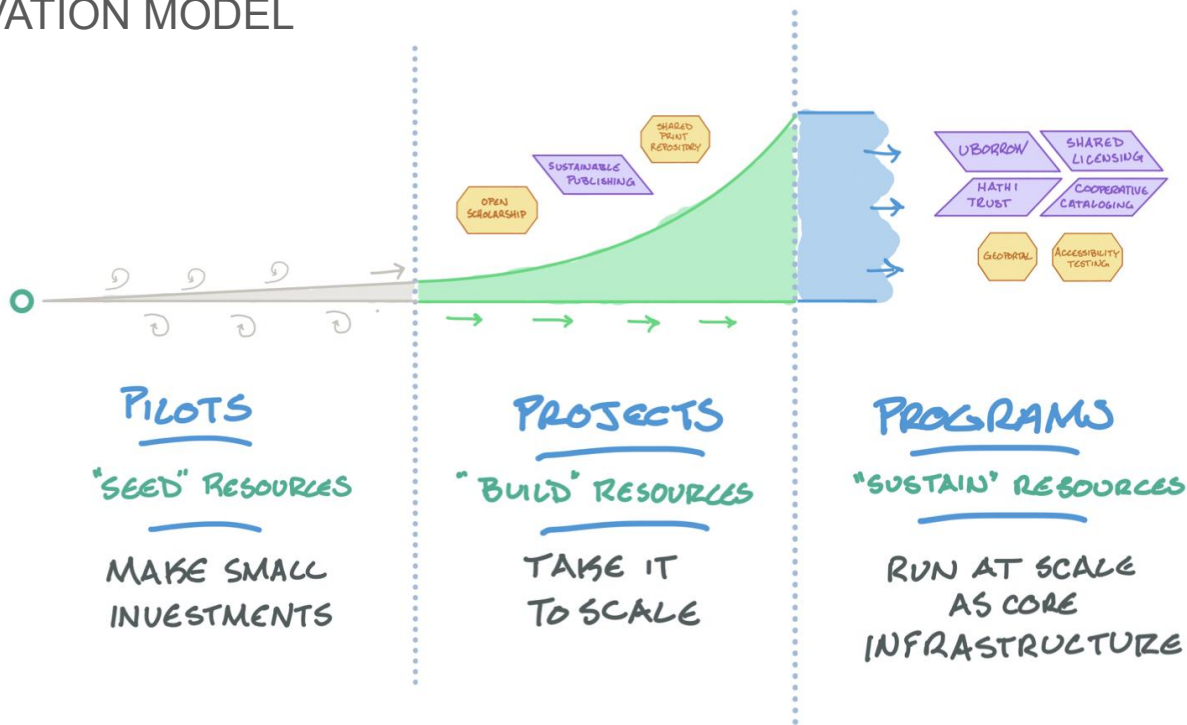 VATION MODEL
SHARED
PRINT
REPOSITORY
SUSTAINABLE
PUBLISHING
OPEN
SCHOLARSHIP
UBORROW
SHARED
LICENSING
HATHI
TRUST
COOPERATIVE
CATALOGING
GEOPORTAL
ACCESSIBILITY
TESTING
PILOTS
"SEED" RESOURCES
MAKE SMALL
INVESTMENTS
PROJECTS
"BUILD" RESOURCES
TAKE IT
TO SCALE
PROGRAMS
"SUSTAIN" RESOURCES
RUN AT SCALE
AS CORE
INFRASTRUCTURE